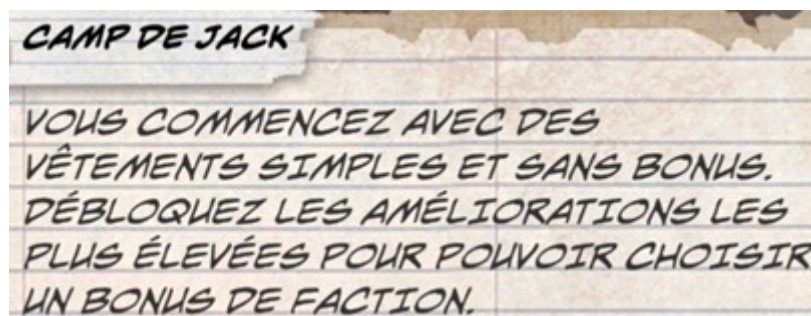 CAMP DE JACK
VOUS COMMENCEZ AVEC DES
VÊTEMENTS SIMPLES ET SANS BONUS.
DÉBLOQUEZ LES AMÉLIORATIONS LES
PLUS ÉLEVÉES POUR POUVOIR CHOISIR
UN BONUS DE FACTION.